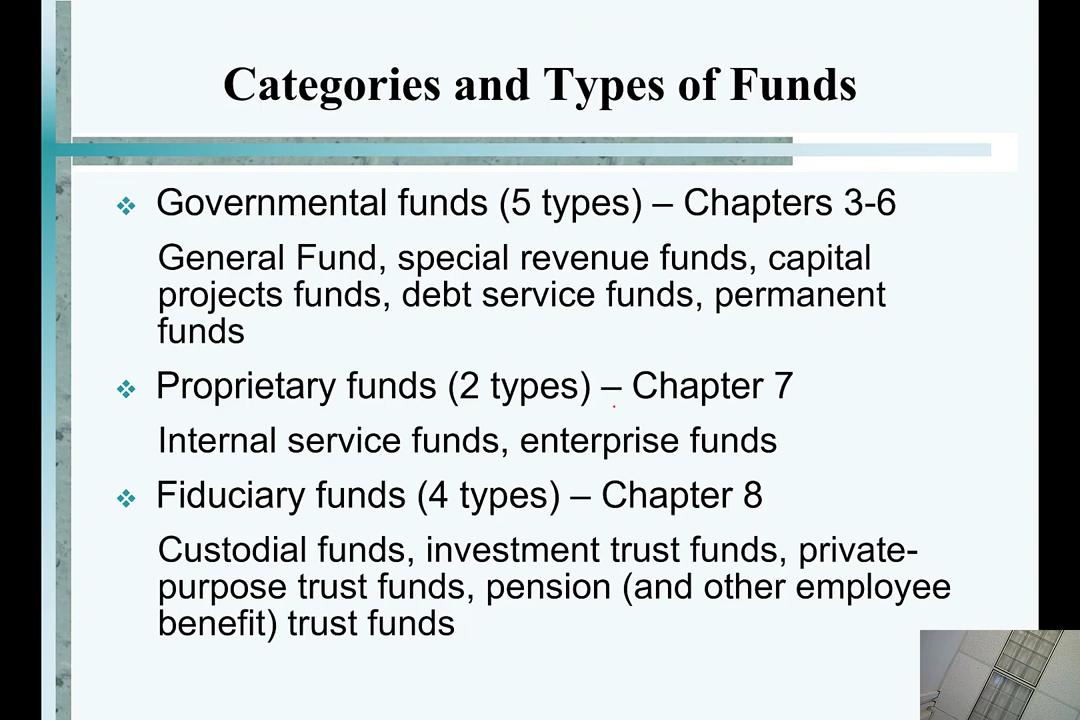 Categories and Types of Funds
❖ Governmental funds (5 types) – Chapters 3-6
General Fund, special revenue funds, capital
projects funds, debt service funds, permanent
funds
❖ Proprietary funds (2 types) – Chapter 7
Internal service funds, enterprise funds
❖ Fiduciary funds (4 types) – Chapter 8
Custodial funds, investment trust funds, private-
purpose trust funds, pension (and other employee
benefit) trust funds